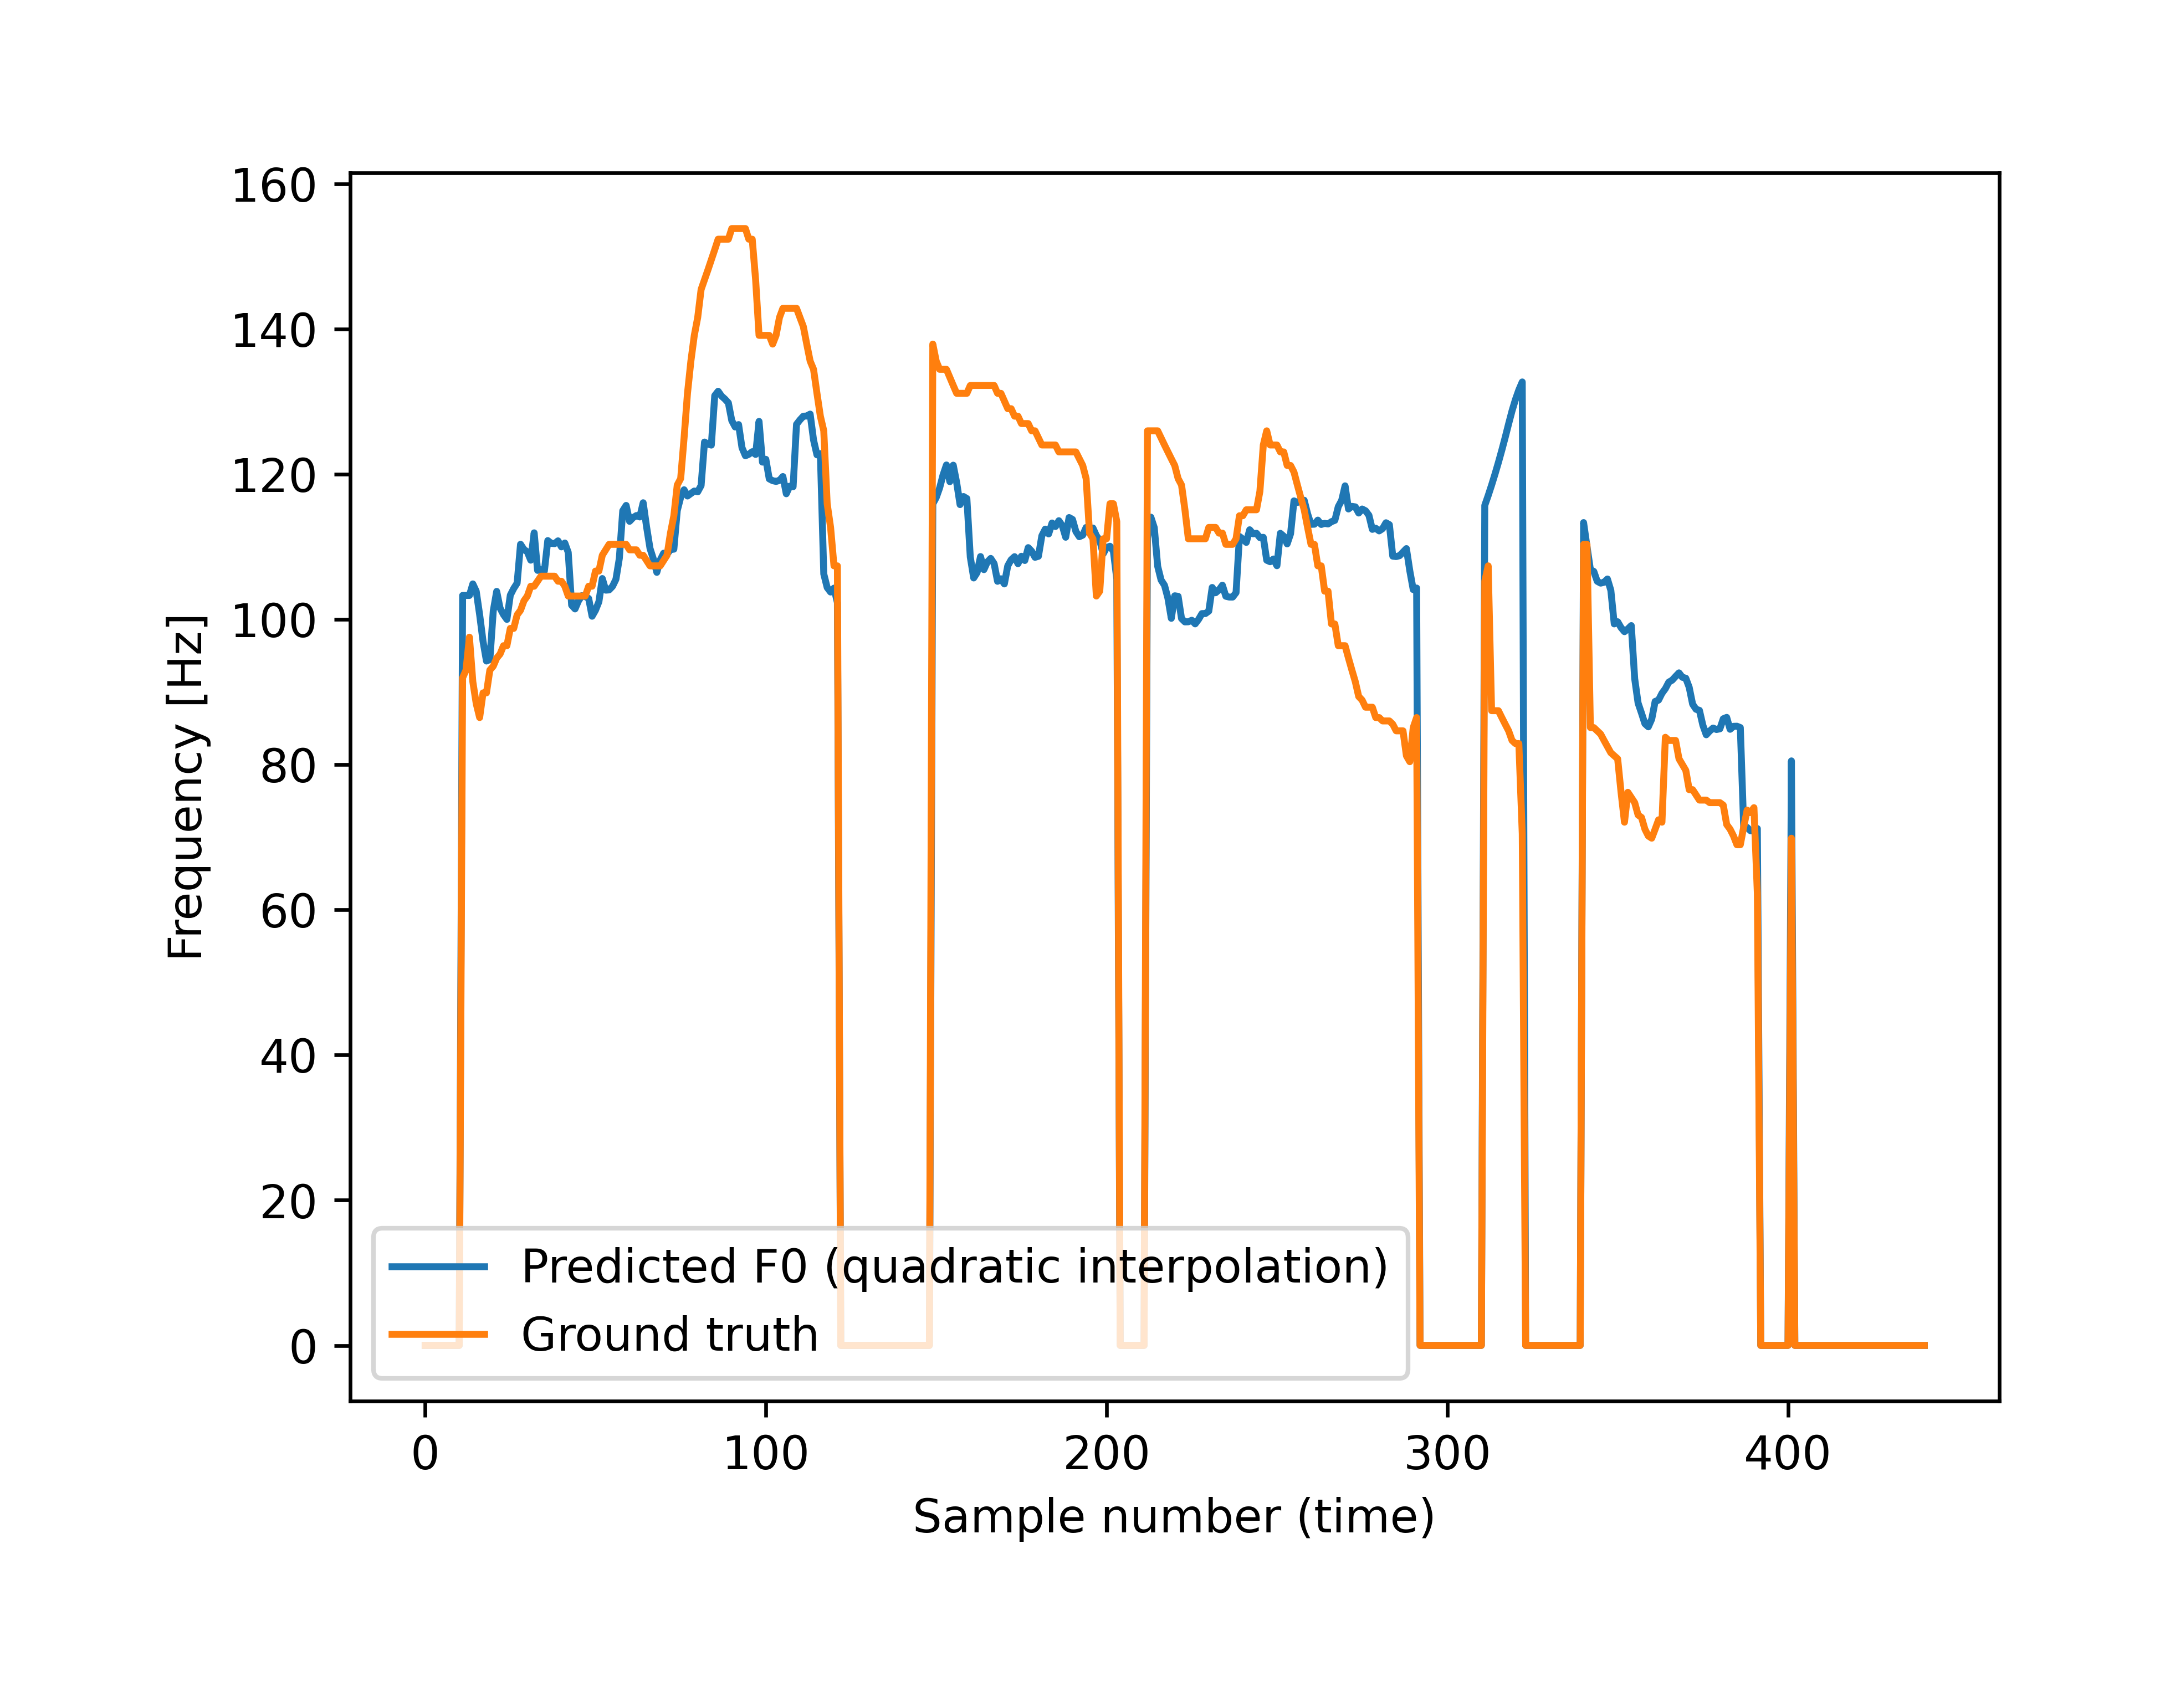 160
140
120
100
80
60
40
20
0
Frequency [Hz]
Predicted F0 (quadratic interpolation)
Ground truth
0 100 200 300 400
Sample number (time)